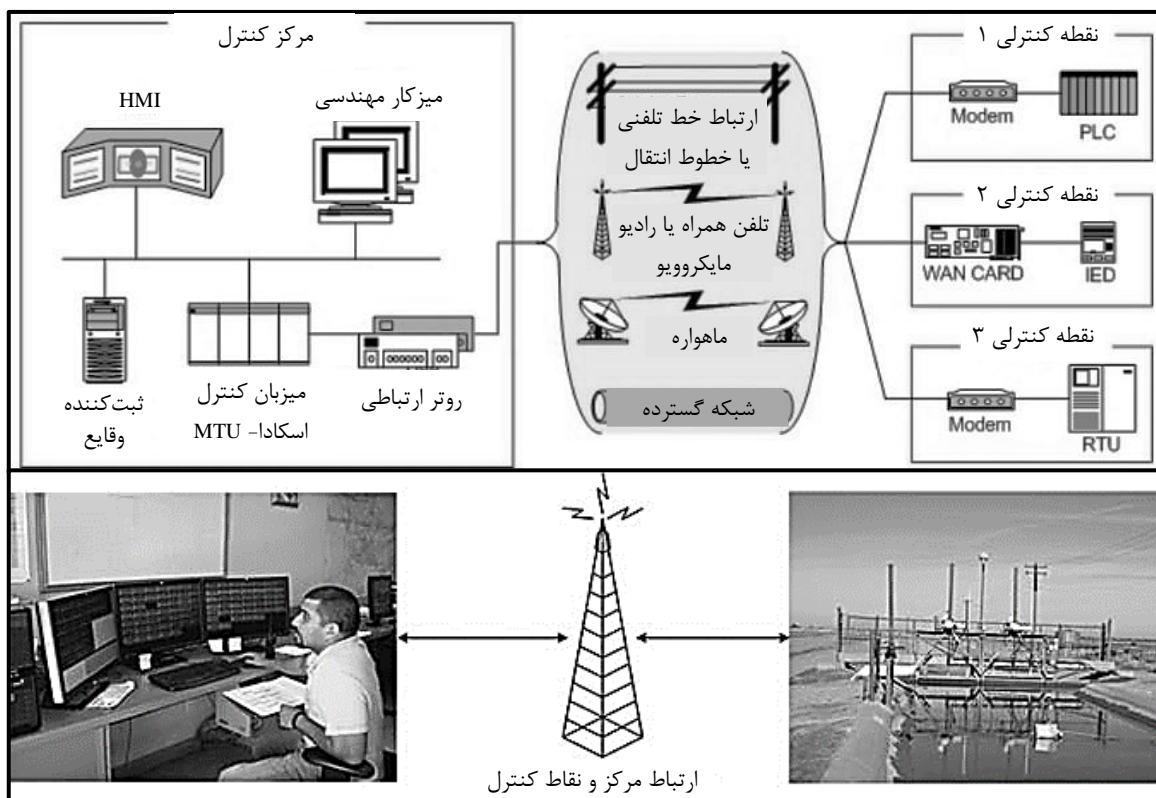 مرکز کنترل
HMI
میزکار مهندسی
ثبت‌کننده
وقایع
میزبان کنترل
اسکادا- MTU
روتر ارتباطی
ارتباط خط تلفنی
یا خطوط انتقال
تلفن همراه یا رادیو
مایکروویو
ماهواره
شبکه گسترده
نقطه کنترلی ۱
Modem
PLC
نقطه کنترلی ۲
WAN CARD
IED
نقطه کنترلی ۳
Modem
RTU
ارتباط مرکز و نقاط کنترل